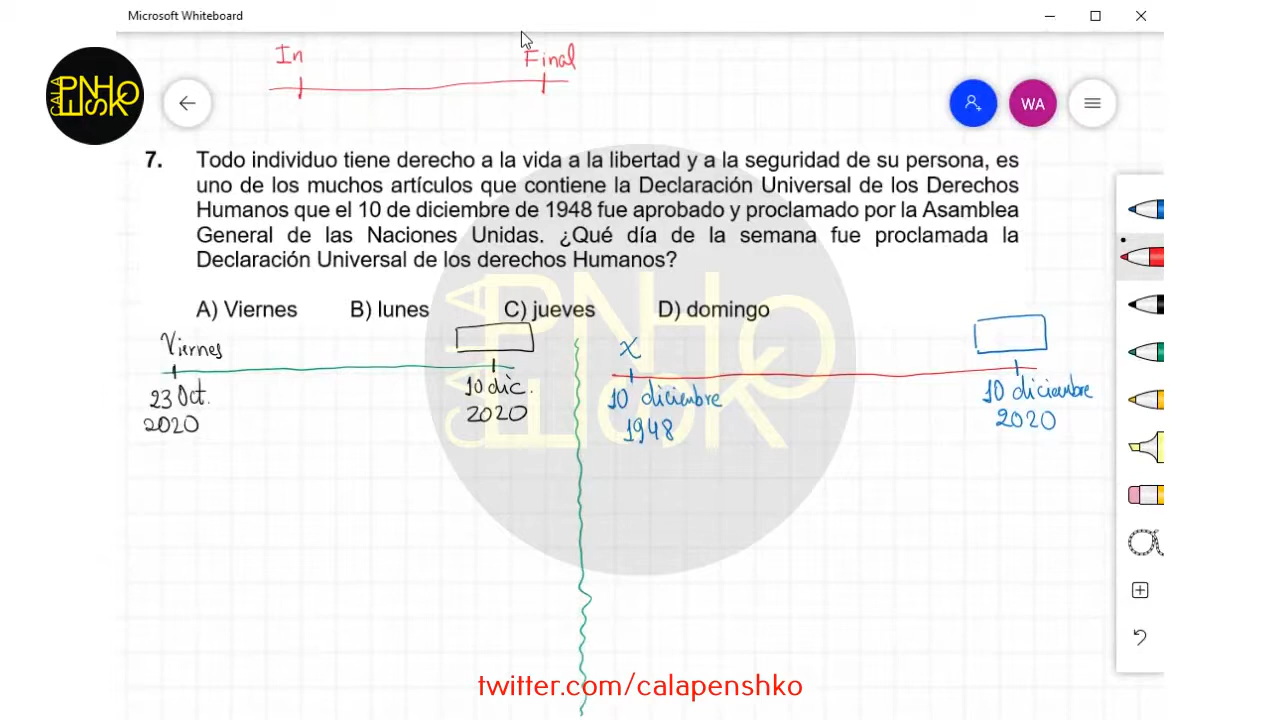 Microsoft Whiteboard
In
Final
CALA
PENHSKO
WA
7. Todo individuo tiene derecho a la vida a la libertad y a la seguridad de su persona, es
uno de los muchos artículos que contiene la Declaración Universal de los Derechos
Humanos que el 10 de diciembre de 1948 fue aprobado y proclamado por la Asamblea
General de las Naciones Unidas. ¿Qué día de la semana fue proclamada la
Declaración Universal de los derechos Humanos?
A) Viernes B) lunes C) jueves D) domingo
Viernes
23 Oct.
2020
10 dic.
2020
x
10 diciembre
1948
10 diciembre
2020
twitter.com/calapenshko